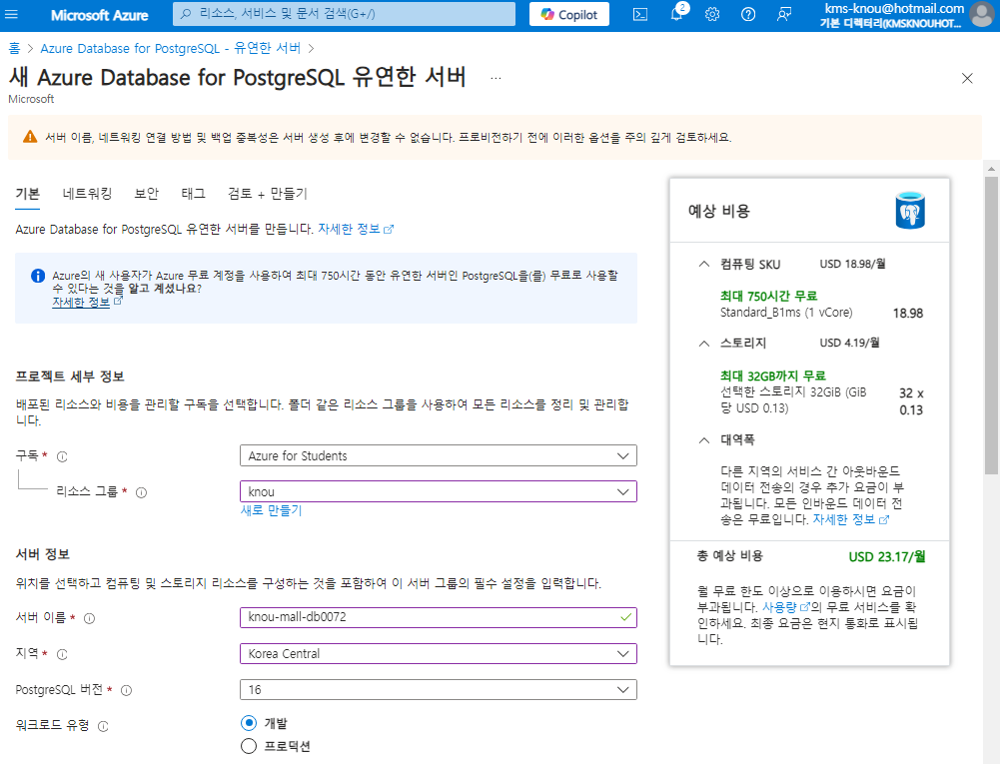 Microsoft Azure
리소스, 서비스 및 문서 검색(G+/)
Copilot
2
kms-knou@hotmail.com
기본 디렉터리(KMSKNOUHOT...
홈 > Azure Database for PostgreSQL - 유연한 서버 >
새 Azure Database for PostgreSQL 유연한 서버 ...
Microsoft
서버 이름, 네트워킹 연결 방법 및 백업 중복성은 서버 생성 후에 변경할 수 없습니다. 프로비전하기 전에 이러한 옵션을 주의 깊게 검토하세요.
기본 네트워킹 보안 태그 검토 + 만들기
Azure Database for PostgreSQL 유연한 서버를 만듭니다. 자세한 정보
Azure의 새 사용자가 Azure 무료 계정을 사용하여 최대 750시간 동안 유연한 서버인 PostgreSQL을(를) 무료로 사용할
수 있다는 것을 알고 계셨나요?
자세한 정보
프로젝트 세부 정보
배포된 리소스와 비용을 관리할 구독을 선택합니다. 폴더 같은 리소스 그룹을 사용하여 모든 리소스를 정리 및 관리합
니다.
구독 * Azure for Students
리소스 그룹 * knou
새로 만들기
서버 정보
위치를 선택하고 컴퓨팅 및 스토리지 리소스를 구성하는 것을 포함하여 이 서버 그룹의 필수 설정을 입력합니다.
서버 이름 * knou-mall-db0072
지역 * Korea Central
PostgreSQL 버전 * 16
워크로드 유형 개발
프로덕션
예상 비용
컴퓨팅 SKU USD 18.98/월
최대 750시간 무료
Standard_B1ms (1 vCore) 18.98
스토리지 USD 4.19/월
최대 32GB까지 무료
선택한 스토리지 32GiB (GiB 32 x
당 USD 0.13) 0.13
대역폭
다른 지역의 서비스 간 아웃바운드
데이터 전송의 경우 추가 요금이 부
과됩니다. 모든 인바운드 데이터 전
송은 무료입니다. 자세한 정보
총 예상 비용 USD 23.17/월
월 무료 한도 이상으로 이용하시면 요금이
부과됩니다. 사용량의 무료 서비스를 확
인하세요. 최종 요금은 현지 통화로 표시됩
니다.